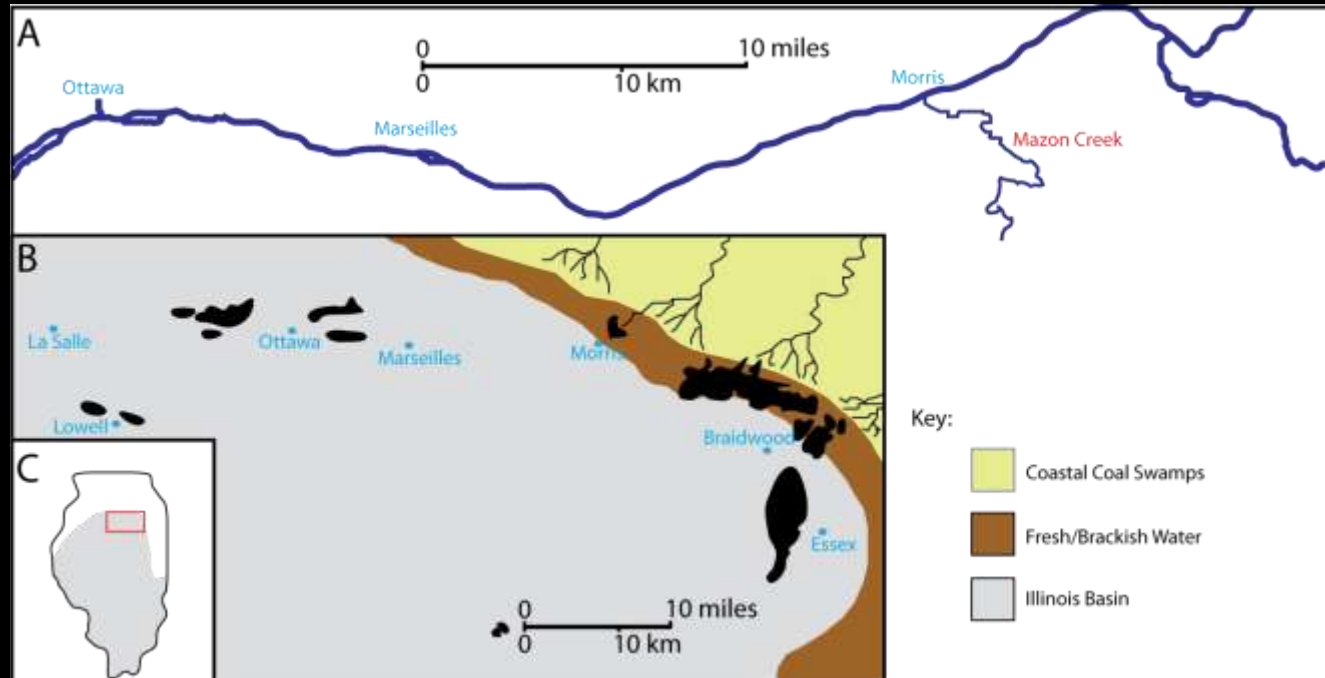 A
0 10 miles
0 10 km
Ottawa
Marseilles
Morris
Mazon Creek
B
La Salle
Ottawa
Marseilles
Morris
Lowell
Braidwood
Essex
0 10 miles
0 10 km
C
Key:
Coastal Coal Swamps
Fresh/Brackish Water
Illinois Basin